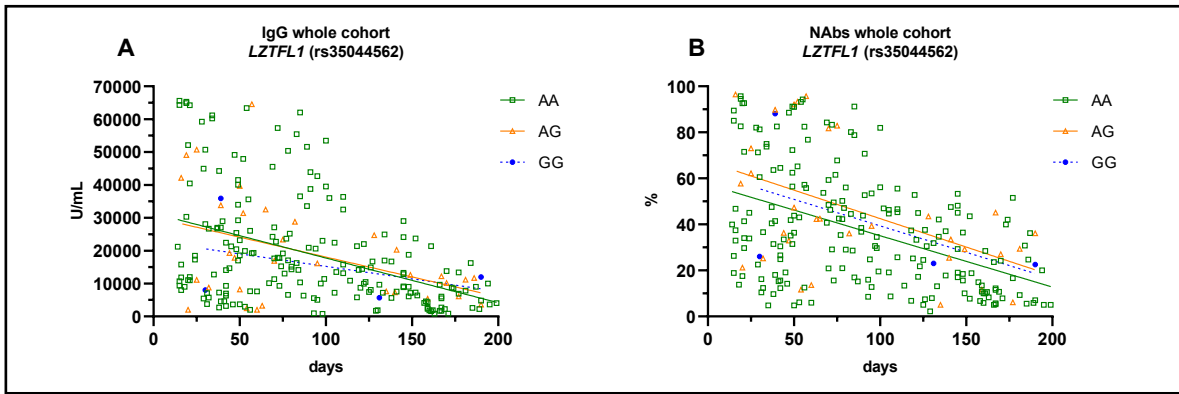 A
IgG whole cohort
LZTFL1 (rs35044562)
70000
60000
50000
40000
30000
20000
10000
0
U/mL
0 50 100 150 200
days
AA
AG
GG
B
NAbs whole cohort
LZTFL1 (rs35044562)
100
80
60
40
20
0
%
0 50 100 150 200
days
AA
AG
GG